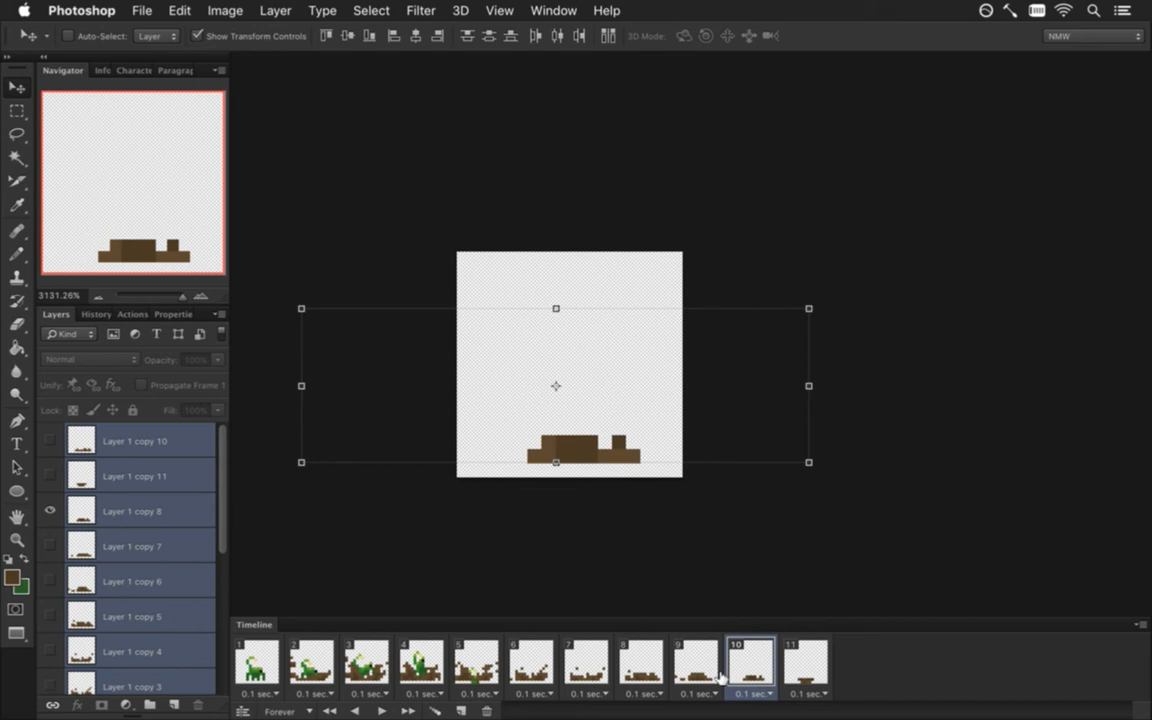 Photoshop File Edit Image Layer Type Select Filter 3D View Window Help
Auto-Select: Layer Show Transform Controls 3D Mode: NMW
Navigator Info Characte Paragrap
3131.26%
Layers History Actions Propertie
Kind
Normal Opacity: 100%
Unify: Propagate Frame 1
Lock: Fill: 100%
Layer 1 copy 10
Layer 1 copy 11
Layer 1 copy 8
Layer 1 copy 7
Layer 1 copy 6
Layer 1 copy 5
Layer 1 copy 4
Layer 1 copy 3
Timeline
1 2 3 4 5 6 7 8 9 10 11
0.1 sec. 0.1 sec. 0.1 sec. 0.1 sec. 0.1 sec. 0.1 sec. 0.1 sec. 0.1 sec. 0.1 sec. 0.1 sec. 0.1 sec.
Forever